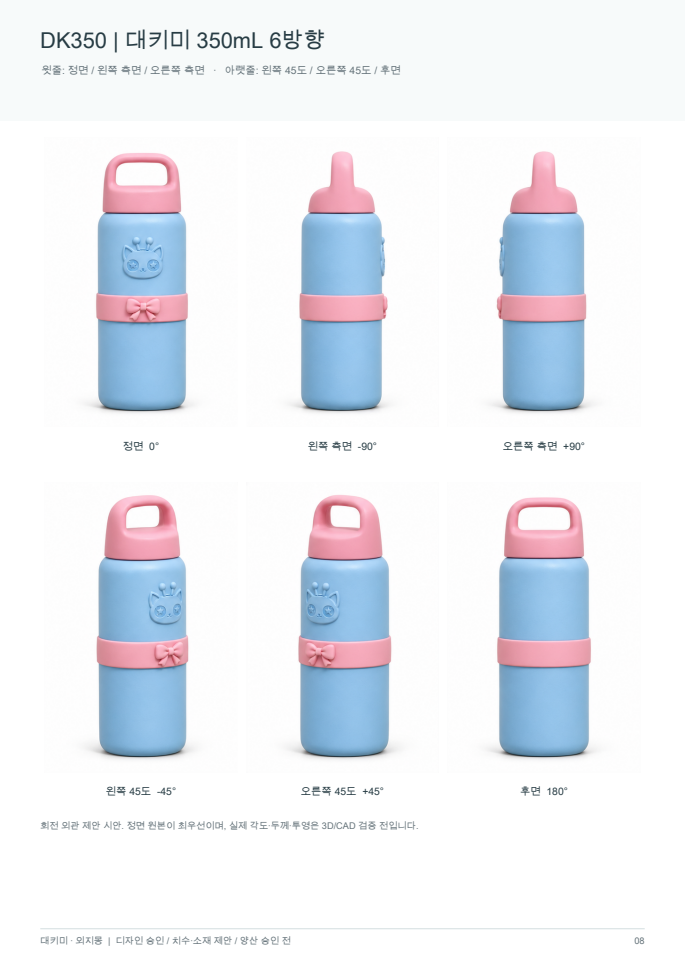 DK350 | 대키미 350mL 6방향
윗줄: 정면 / 왼쪽 측면 / 오른쪽 측면 · 아랫줄: 왼쪽 45도 / 오른쪽 45도 / 후면
정면 0°
왼쪽 측면 -90°
오른쪽 측면 +90°
왼쪽 45도 -45°
오른쪽 45도 +45°
후면 180°
회전 외관 제안 시안. 정면 원본이 최우선이며, 실제 각도·두께·투영은 3D/CAD 검증 전입니다.
대키미 · 외지퐁 | 디자인 승인 / 치수·소재 제안 / 양산 승인 전
08